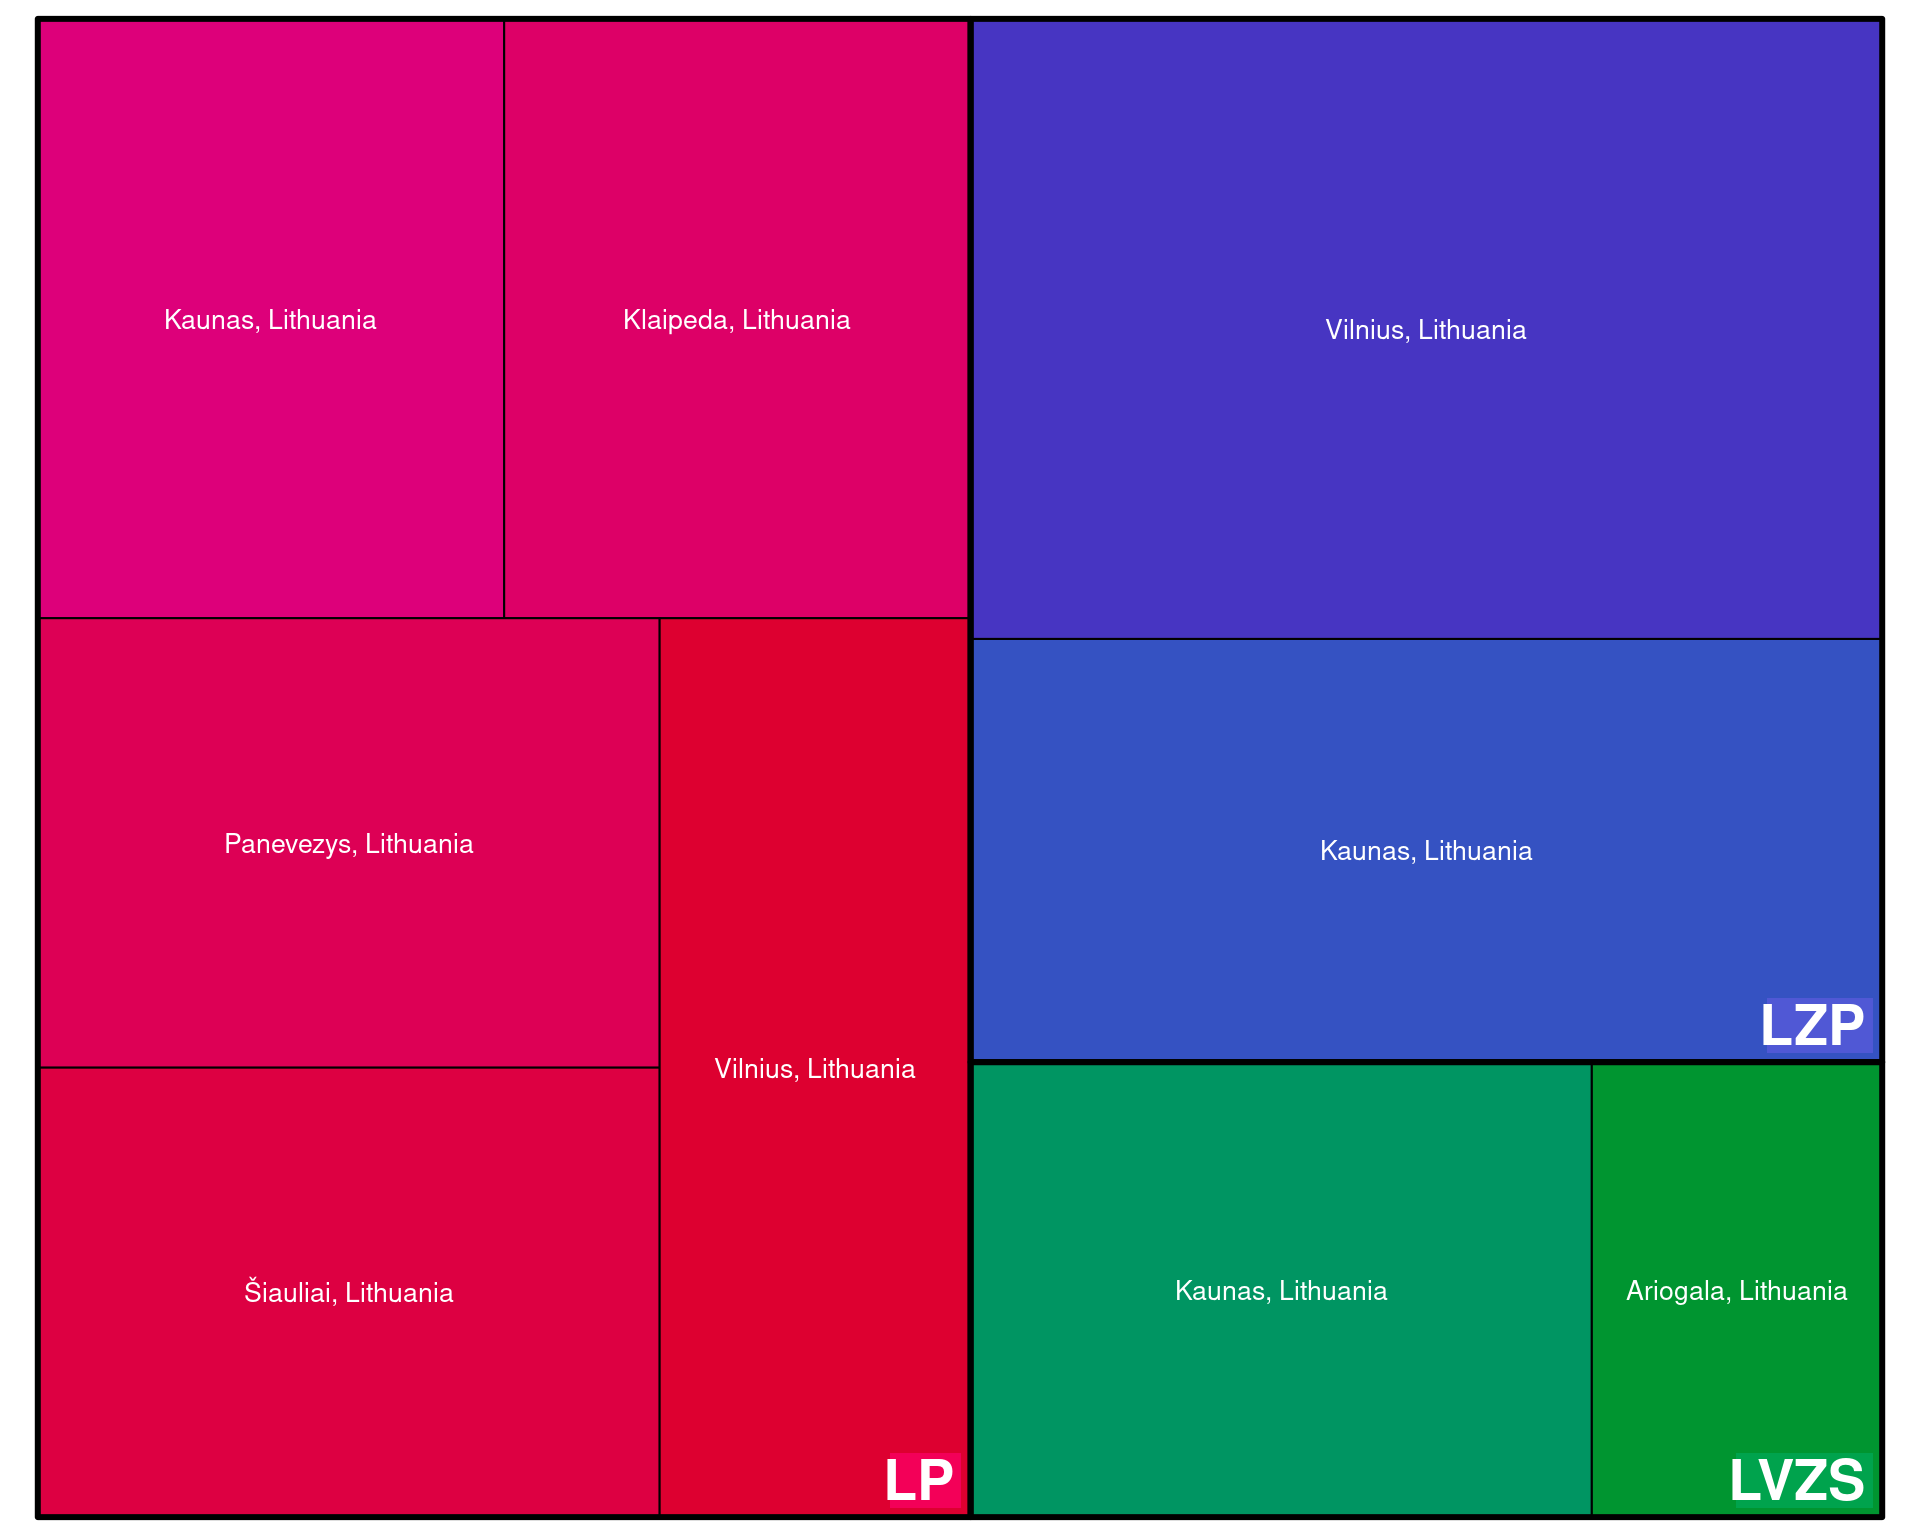 Kaunas, Lithuania
Klaipeda, Lithuania
Vilnius, Lithuania
Panevezys, Lithuania
Kaunas, Lithuania
LZP
Vilnius, Lithuania
Šiauliai, Lithuania
Kaunas, Lithuania
Ariogala, Lithuania
LP
LVZS